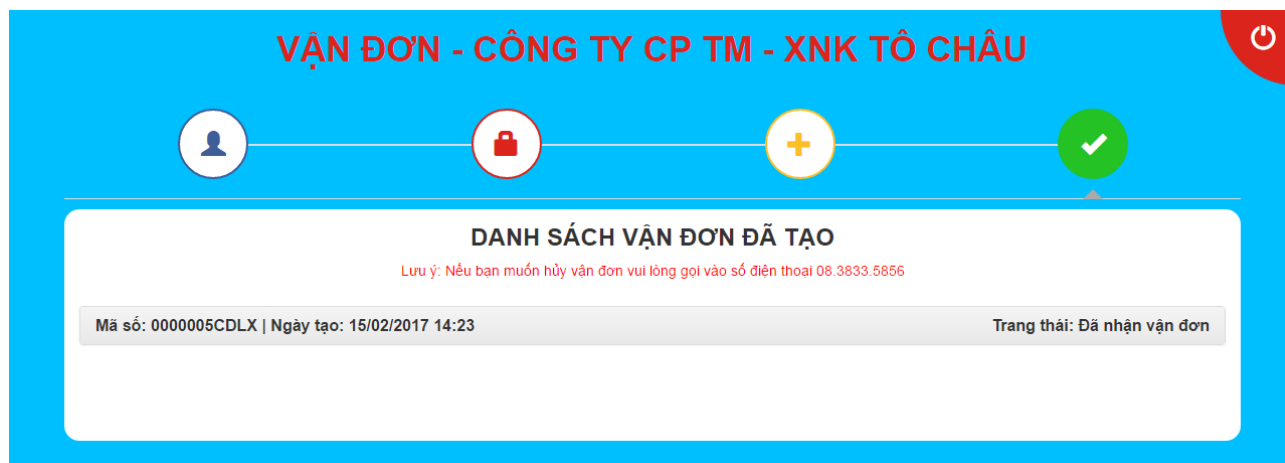 VẬN ĐƠN - CÔNG TY CP TM - XNK TÔ CHÂU
DANH SÁCH VẬN ĐƠN ĐÃ TẠO
Lưu ý: Nếu bạn muốn hủy vận đơn vui lòng gọi vào số điện thoại 08.3833.5856
Mã số: 0000005CDLX | Ngày tạo: 15/02/2017 14:23 Trang thái: Đã nhận vận đơn